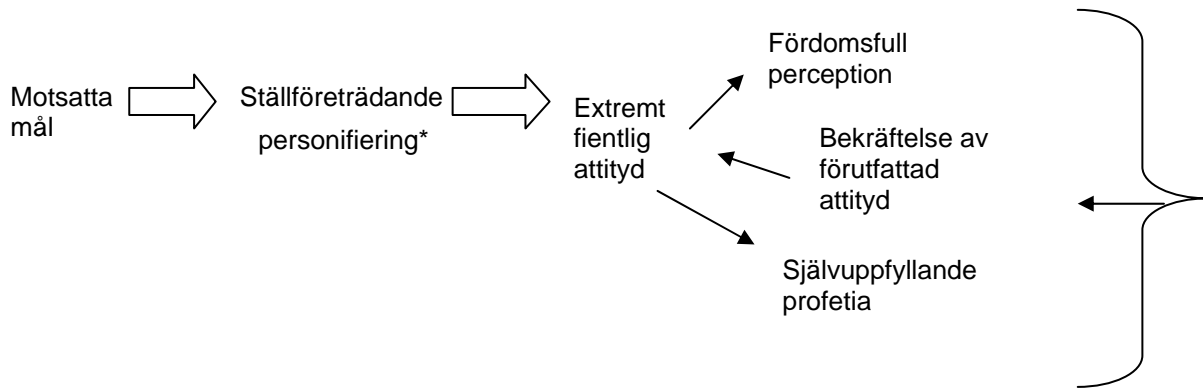 Motsatta
mål
Ställföreträdande
personifiering*
Extremt
fientlig
attityd
Fördomsfull
perception
Bekräftelse av
förutfattad
attityd
Självuppfyllande
profetia